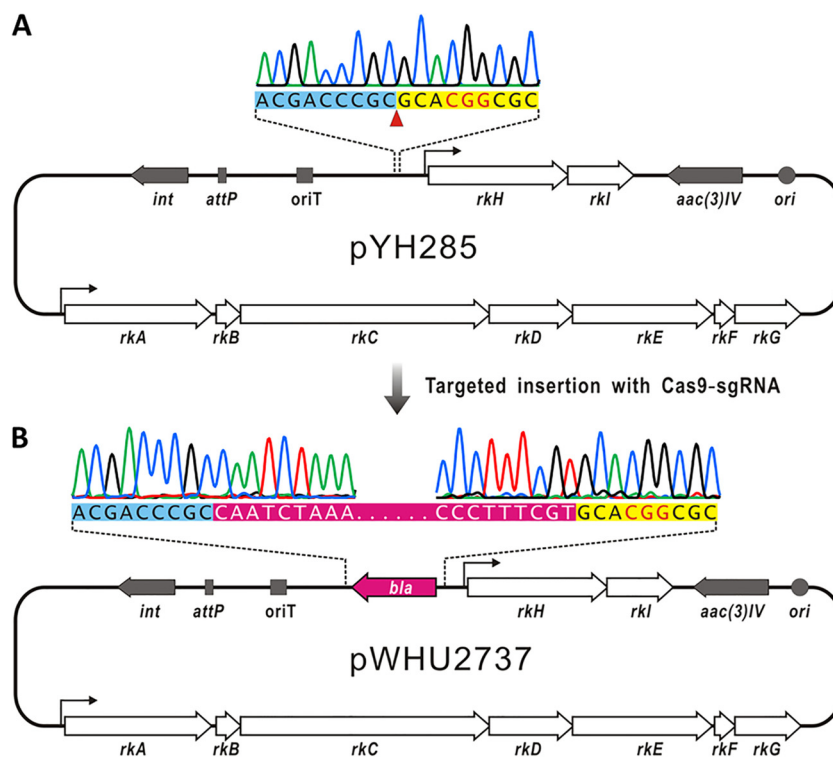 A
ACGACCCGCGCACGGCGC
int attP oriT rkH rkI aac(3)IV ori
pYH285
rkA rkB rkC rkD rkE rkF rkG
Targeted insertion with Cas9-sgRNA
B
ACGACCCGCCAATCTAAA......CCCTTTCGTGCACGGCGC
bla
int attP oriT rkH rkI aac(3)IV ori
pWHU2737
rkA rkB rkC rkD rkE rkF rkG